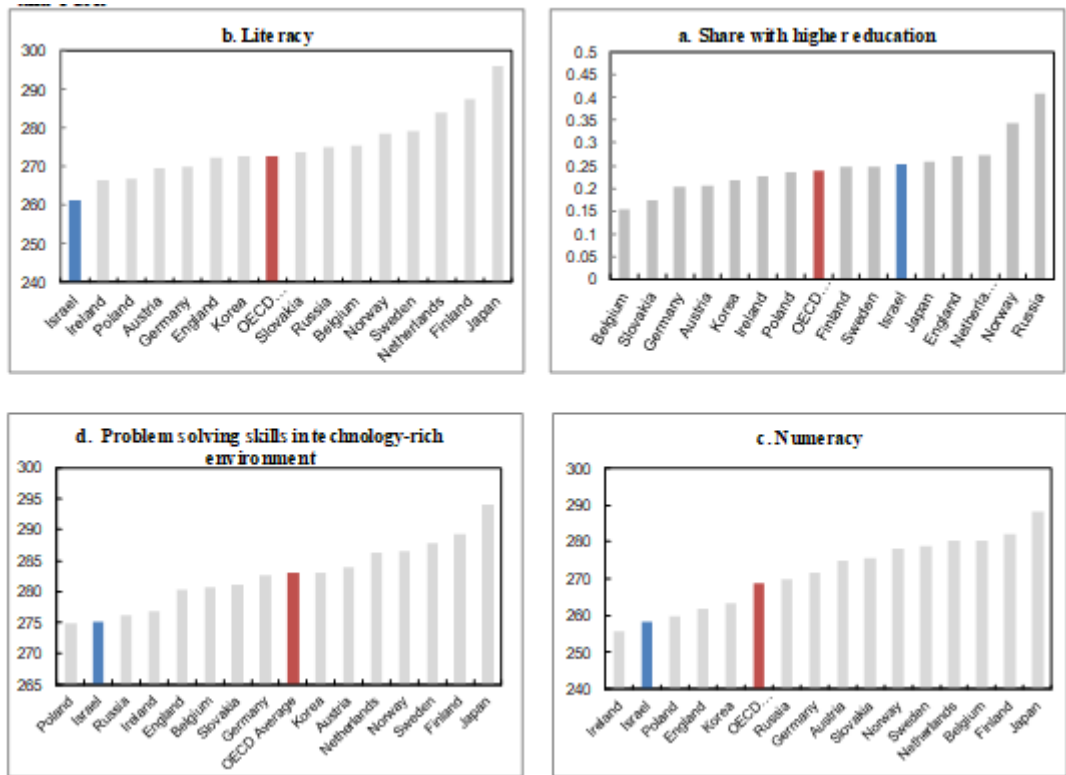 b. Literacy
300
290
280
270
260
250
240
Israel
Ireland
Poland
Austria
Germany
England
Korea
OECD…
Slovakia
Russia
Belgium
Norway
Sweden
Netherlands
Finland
Japan
a. Share with higher education
0.5
0.45
0.4
0.35
0.3
0.25
0.2
0.15
0.1
0.05
0
Belgium
Slovakia
Germany
Austria
Korea
Ireland
Poland
OECD…
Finland
Sweden
Israel
Japan
England
Netherla…
Norway
Russia
d. Problem solving skills in technology-rich
environment
300
295
290
285
280
275
270
265
Poland
Israel
Russia
Ireland
England
Belgium
Slovakia
Germany
OECD Average
Korea
Austria
Netherlands
Norway
Sweden
Finland
Japan
c. Numeracy
300
290
280
270
260
250
240
Ireland
Israel
Poland
England
Korea
OECD…
Russia
Germany
Austria
Slovakia
Norway
Sweden
Netherlands
Belgium
Finland
Japan